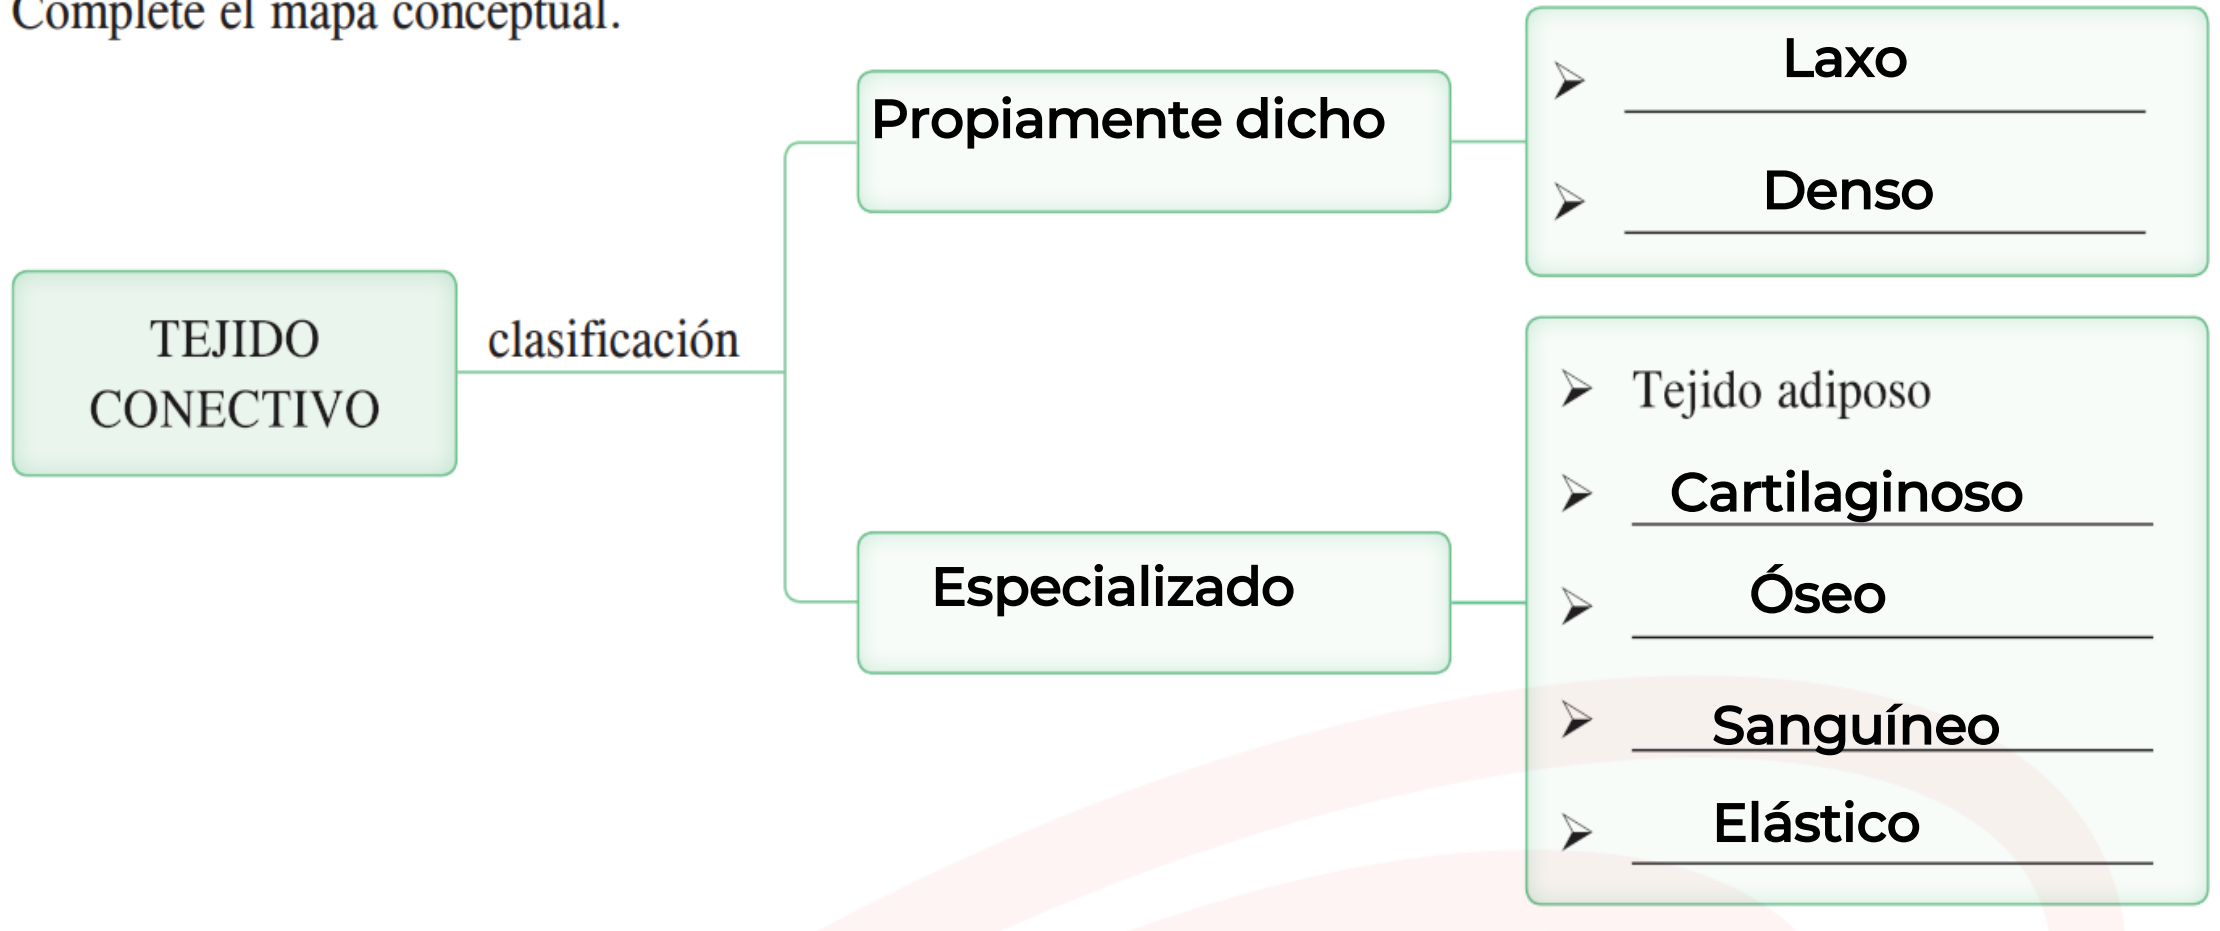 Complete el mapa conceptual.
Propiamente dicho
Laxo
Denso
TEJIDO
CONECTIVO
clasificación
Especializado
Tejido adiposo
Cartilaginoso
Óseo
Sanguíneo
Elástico